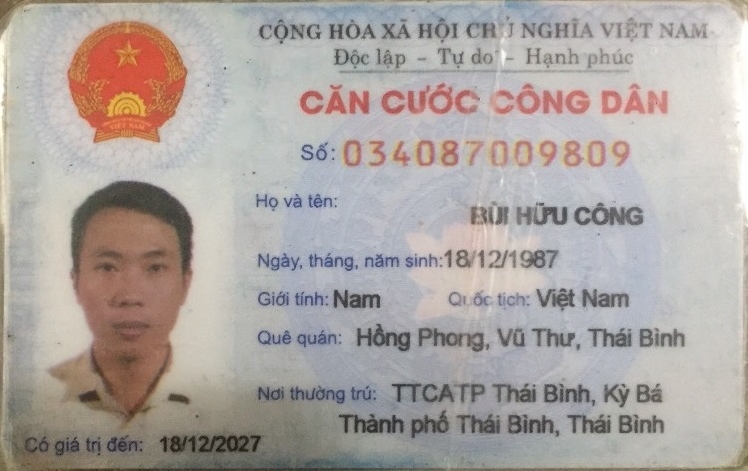 CỘNG HÒA XÃ HỘI CHỦ NGHĨA VIỆT NAM
Độc lập - Tự do - Hạnh phúc
CĂN CƯỚC CÔNG DÂN
Số: 034087009809
Họ và tên: BÙI HỮU CÔNG
Ngày, tháng, năm sinh: 18/12/1987
Giới tính: Nam Quốc tịch: Việt Nam
Quê quán: Hồng Phong, Vũ Thư, Thái Bình
Nơi thường trú: TTCATP Thái Bình, Kỳ Bá
Thành phố Thái Bình, Thái Bình
Có giá trị đến: 18/12/2027
VIỆT NAM